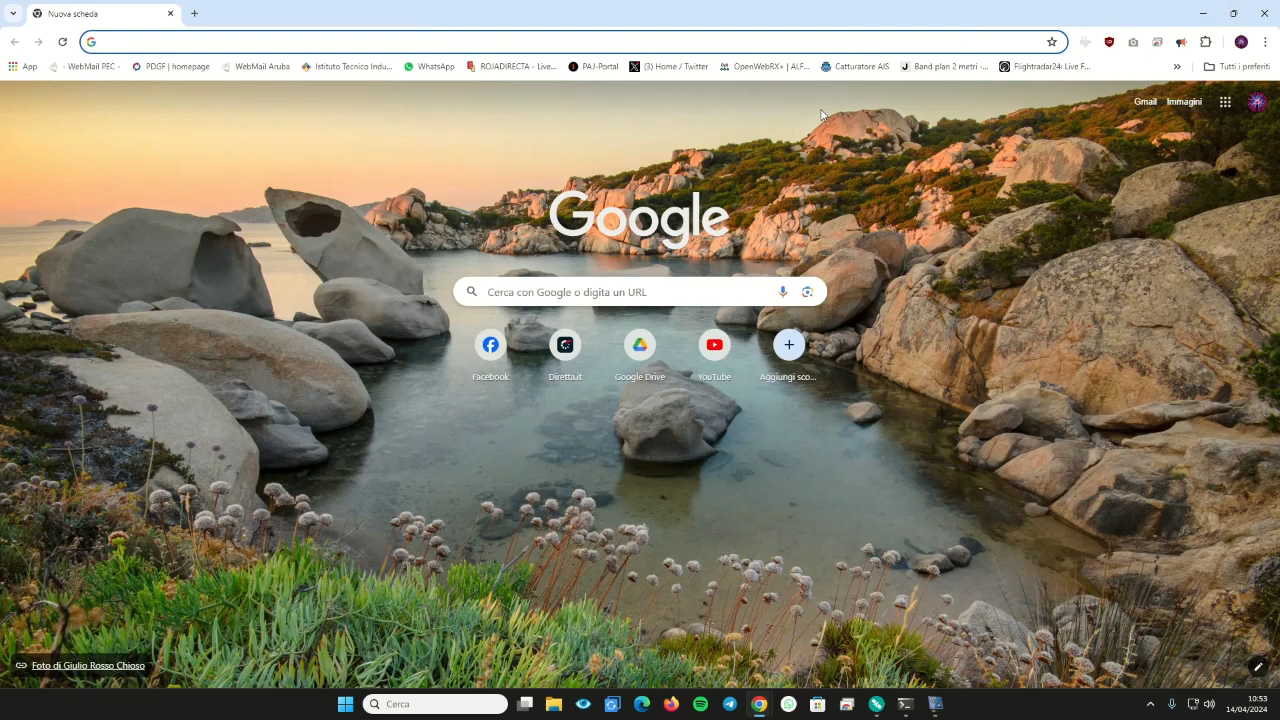 Nuova scheda
App
- WebMail PEC -
PDGF | homepage
WebMail Aruba
Istituto Tecnico Indu...
WhatsApp
ROJADIRECTA - Live...
PAJ-Portal
(3) Home / Twitter
OpenWebRX+ | ALF...
Catturatore AIS
Band plan 2 metri -...
Flightradar24: Live F...
»
Tutti i preferiti
Gmail
Immagini
Google
Cerca con Google o digita un URL
Facebook
Diretta.it
Google Drive
YouTube
Aggiungi sco...
Foto di Giulio Rosso Chioso
Cerca
10:53
14/04/2024